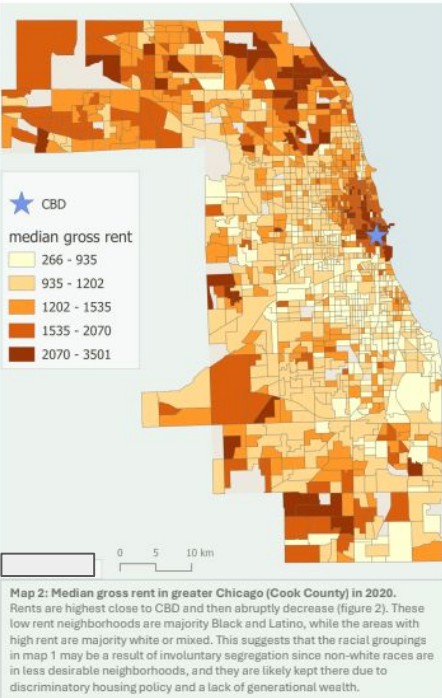 CBD
median gross rent
266 - 935
935 - 1202
1202 - 1535
1535 - 2070
2070 - 3501
0 5 10 km
Map 2: Median gross rent in greater Chicago (Cook County) in 2020.
Rents are highest close to CBD and then abruptly decrease (figure 2). These
low rent neighborhoods are majority Black and Latino, while the areas with
high rent are majority white or mixed. This suggests that the racial groupings
in map 1 may be a result of involuntary segregation since non-white races are
in less desirable neighborhoods, and they are likely kept there due to
discriminatory housing policy and a lack of generational wealth.